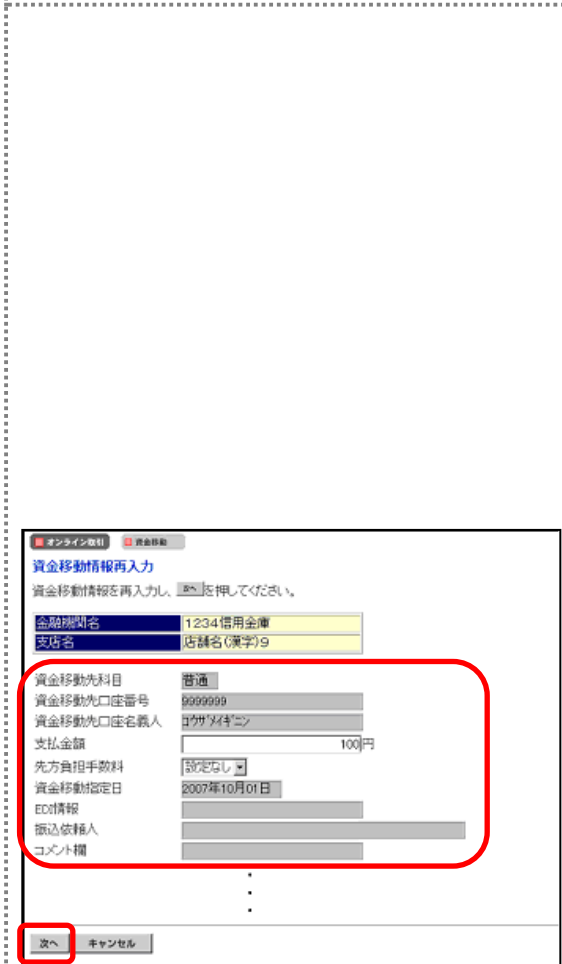 オンライン取引 資金移動
資金移動情報再入力
資金移動情報を再入力し、 次へ を押してください。
金融機関名 1234信用金庫
支店名 店舗名(漢字)9
資金移動先科目 普通
資金移動先口座番号 9999999
資金移動先口座名義人 コウザメイギニン
支払金額 100円
先方負担手数料 設定なし
資金移動指定日 2007年10月01日
EDI情報
振込依頼人
コメント欄
次へ キャンセル